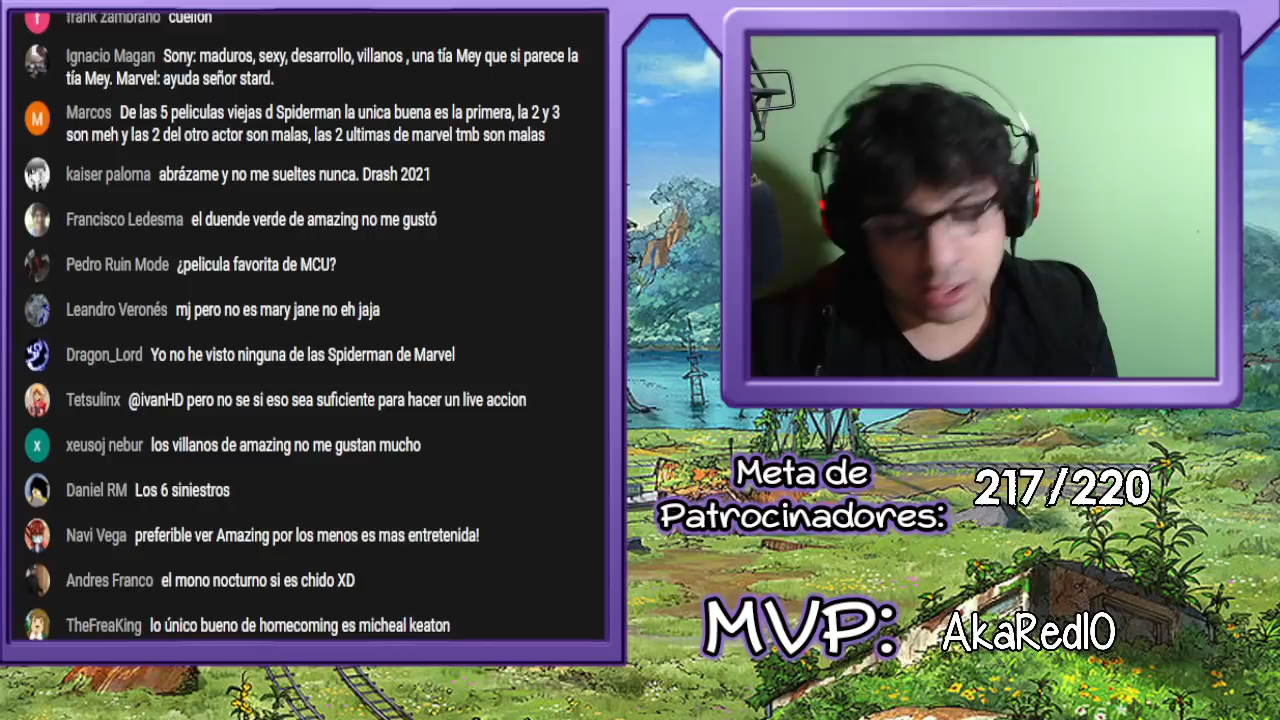 frank zambrano cuellon
Ignacio Magan Sony: maduros, sexy, desarrollo, villanos , una tía Mey que si parece la
tía Mey. Marvel: ayuda señor stard.
M Marcos De las 5 peliculas viejas d Spiderman la unica buena es la primera, la 2 y 3
son meh y las 2 del otro actor son malas, las 2 ultimas de marvel tmb son malas
kaiser paloma abrázame y no me sueltes nunca. Drash 2021
Francisco Ledesma el duende verde de amazing no me gustó
Pedro Ruin Mode ¿pelicula favorita de MCU?
Leandro Veronés mj pero no es mary jane no eh jaja
Dragon_Lord Yo no he visto ninguna de las Spiderman de Marvel
Tetsulinx @ivanHD pero no se si eso sea suficiente para hacer un live accion
x xeusoj nebur los villanos de amazing no me gustan mucho
Daniel RM Los 6 siniestros
Navi Vega preferible ver Amazing por los menos es mas entretenida!
Andres Franco el mono nocturno si es chido XD
TheFreaKing lo único bueno de homecoming es micheal keaton
Meta de
Patrocinadores: 217/220
MVP: AkaRed10